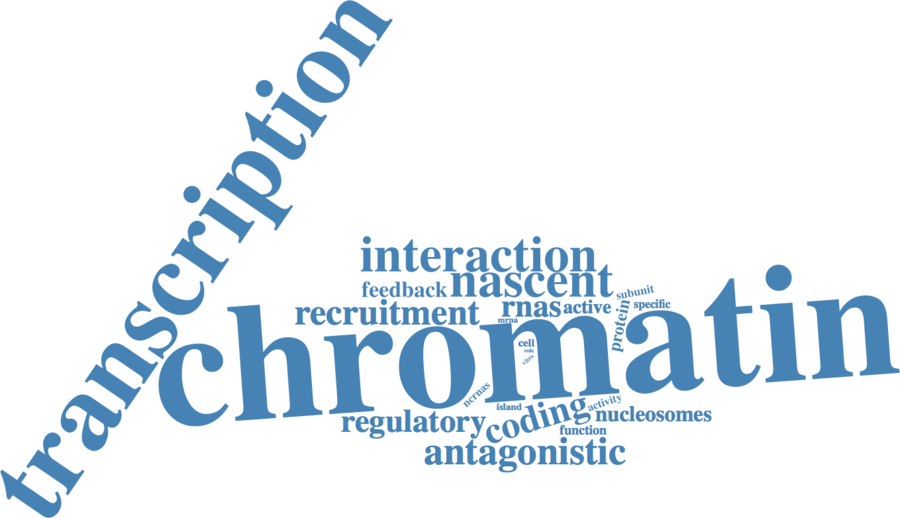 transcription
chromatin
interaction
nascent
feedback
subunit
recruitment
rnas
active
specific
mrna
protein
cell
role
vitro
ncrnas
island
activity
regulatory
coding
nucleosomes
function
antagonistic